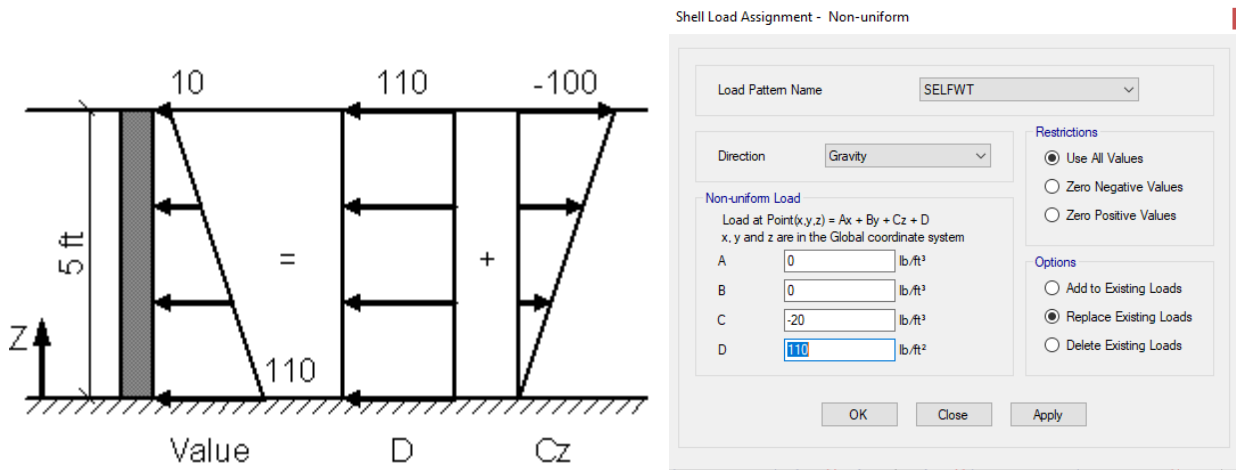 10 110 -100
5 ft
= +
Z
110
Value D Cz
Shell Load Assignment - Non-uniform
Load Pattern Name SELFWT
Direction Gravity
Non-uniform Load
Load at Point(x,y,z) = Ax + By + Cz + D
x, y and z are in the Global coordinate system
A 0 lb/ft³
B 0 lb/ft³
C -20 lb/ft³
D 110 lb/ft²
Restrictions
Use All Values
Zero Negative Values
Zero Positive Values
Options
Add to Existing Loads
Replace Existing Loads
Delete Existing Loads
OK Close Apply